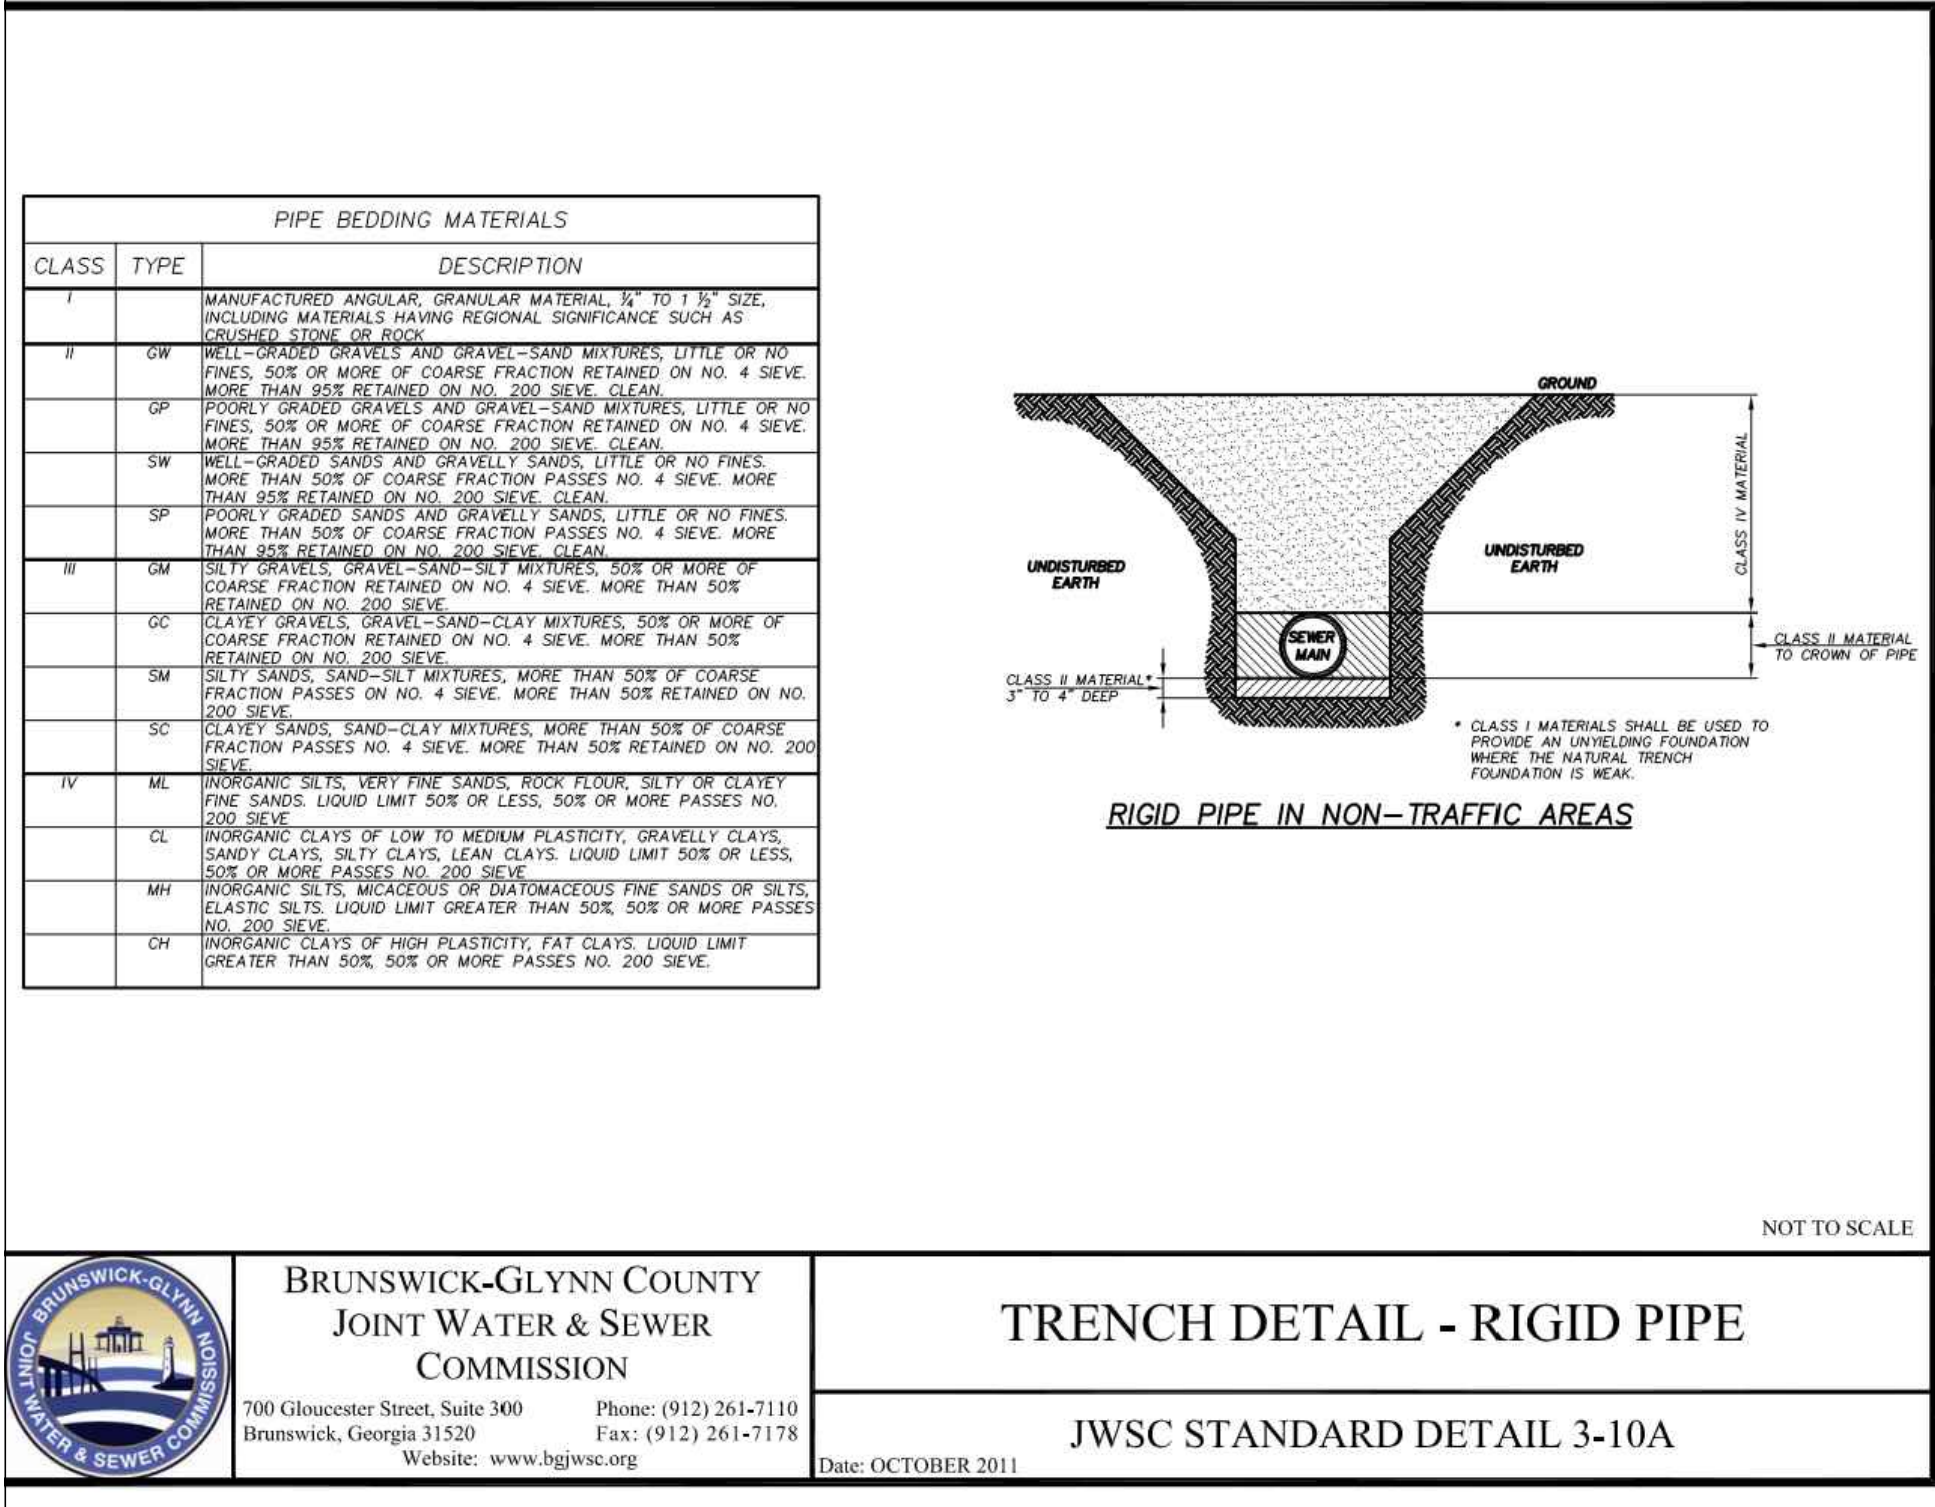 PIPE BEDDING MATERIALS
CLASS TYPE DESCRIPTION
I MANUFACTURED ANGULAR, GRANULAR MATERIAL, ¼" TO 1 ½" SIZE,
INCLUDING MATERIALS HAVING REGIONAL SIGNIFICANCE SUCH AS
CRUSHED STONE OR ROCK
II GW WELL-GRADED GRAVELS AND GRAVEL-SAND MIXTURES, LITTLE OR NO
FINES, 50% OR MORE OF COARSE FRACTION RETAINED ON NO. 4 SIEVE.
MORE THAN 95% RETAINED ON NO. 200 SIEVE. CLEAN.
GP POORLY GRADED GRAVELS AND GRAVEL-SAND MIXTURES, LITTLE OR NO
FINES, 50% OR MORE OF COARSE FRACTION RETAINED ON NO. 4 SIEVE.
MORE THAN 95% RETAINED ON NO. 200 SIEVE. CLEAN.
SW WELL-GRADED SANDS AND GRAVELLY SANDS, LITTLE OR NO FINES.
MORE THAN 50% OF COARSE FRACTION PASSES NO. 4 SIEVE. MORE
THAN 95% RETAINED ON NO. 200 SIEVE. CLEAN.
SP POORLY GRADED SANDS AND GRAVELLY SANDS, LITTLE OR NO FINES.
MORE THAN 50% OF COARSE FRACTION PASSES NO. 4 SIEVE. MORE
THAN 95% RETAINED ON NO. 200 SIEVE. CLEAN.
III GM SILTY GRAVELS, GRAVEL-SAND-SILT MIXTURES, 50% OR MORE OF
COARSE FRACTION RETAINED ON NO. 4 SIEVE. MORE THAN 50%
RETAINED ON NO. 200 SIEVE.
GC CLAYEY GRAVELS, GRAVEL-SAND-CLAY MIXTURES, 50% OR MORE OF
COARSE FRACTION RETAINED ON NO. 4 SIEVE. MORE THAN 50%
RETAINED ON NO. 200 SIEVE.
SM SILTY SANDS, SAND-SILT MIXTURES, MORE THAN 50% OF COARSE
FRACTION PASSES ON NO. 4 SIEVE. MORE THAN 50% RETAINED ON NO.
200 SIEVE.
SC CLAYEY SANDS, SAND-CLAY MIXTURES, MORE THAN 50% OF COARSE
FRACTION PASSES NO. 4 SIEVE. MORE THAN 50% RETAINED ON NO. 200
SIEVE.
IV ML INORGANIC SILTS, VERY FINE SANDS, ROCK FLOUR, SILTY OR CLAYEY
FINE SANDS. LIQUID LIMIT 50% OR LESS, 50% OR MORE PASSES NO.
200 SIEVE
CL INORGANIC CLAYS OF LOW TO MEDIUM PLASTICITY, GRAVELLY CLAYS,
SANDY CLAYS, SILTY CLAYS, LEAN CLAYS. LIQUID LIMIT 50% OR LESS,
50% OR MORE PASSES NO. 200 SIEVE
MH INORGANIC SILTS, MICACEOUS OR DIATOMACEOUS FINE SANDS OR SILTS,
ELASTIC SILTS. LIQUID LIMIT GREATER THAN 50%, 50% OR MORE PASSES
NO. 200 SIEVE.
CH INORGANIC CLAYS OF HIGH PLASTICITY, FAT CLAYS. LIQUID LIMIT
GREATER THAN 50%, 50% OR MORE PASSES NO. 200 SIEVE.
GROUND
CLASS IV MATERIAL
UNDISTURBED
EARTH
UNDISTURBED
EARTH
SEWER
MAIN
CLASS II MATERIAL
TO CROWN OF PIPE
CLASS II MATERIAL*
3" TO 4" DEEP
* CLASS I MATERIALS SHALL BE USED TO
PROVIDE AN UNYIELDING FOUNDATION
WHERE THE NATURAL TRENCH
FOUNDATION IS WEAK.
RIGID PIPE IN NON-TRAFFIC AREAS
NOT TO SCALE
BRUNSWICK-GLYNN
JOINT WATER & SEWER COMMISSION
BRUNSWICK-GLYNN COUNTY
JOINT WATER & SEWER
COMMISSION
700 Gloucester Street, Suite 300 Phone: (912) 261-7110
Brunswick, Georgia 31520 Fax: (912) 261-7178
Website: www.bgjwsc.org
TRENCH DETAIL - RIGID PIPE
JWSC STANDARD DETAIL 3-10A
Date: OCTOBER 2011